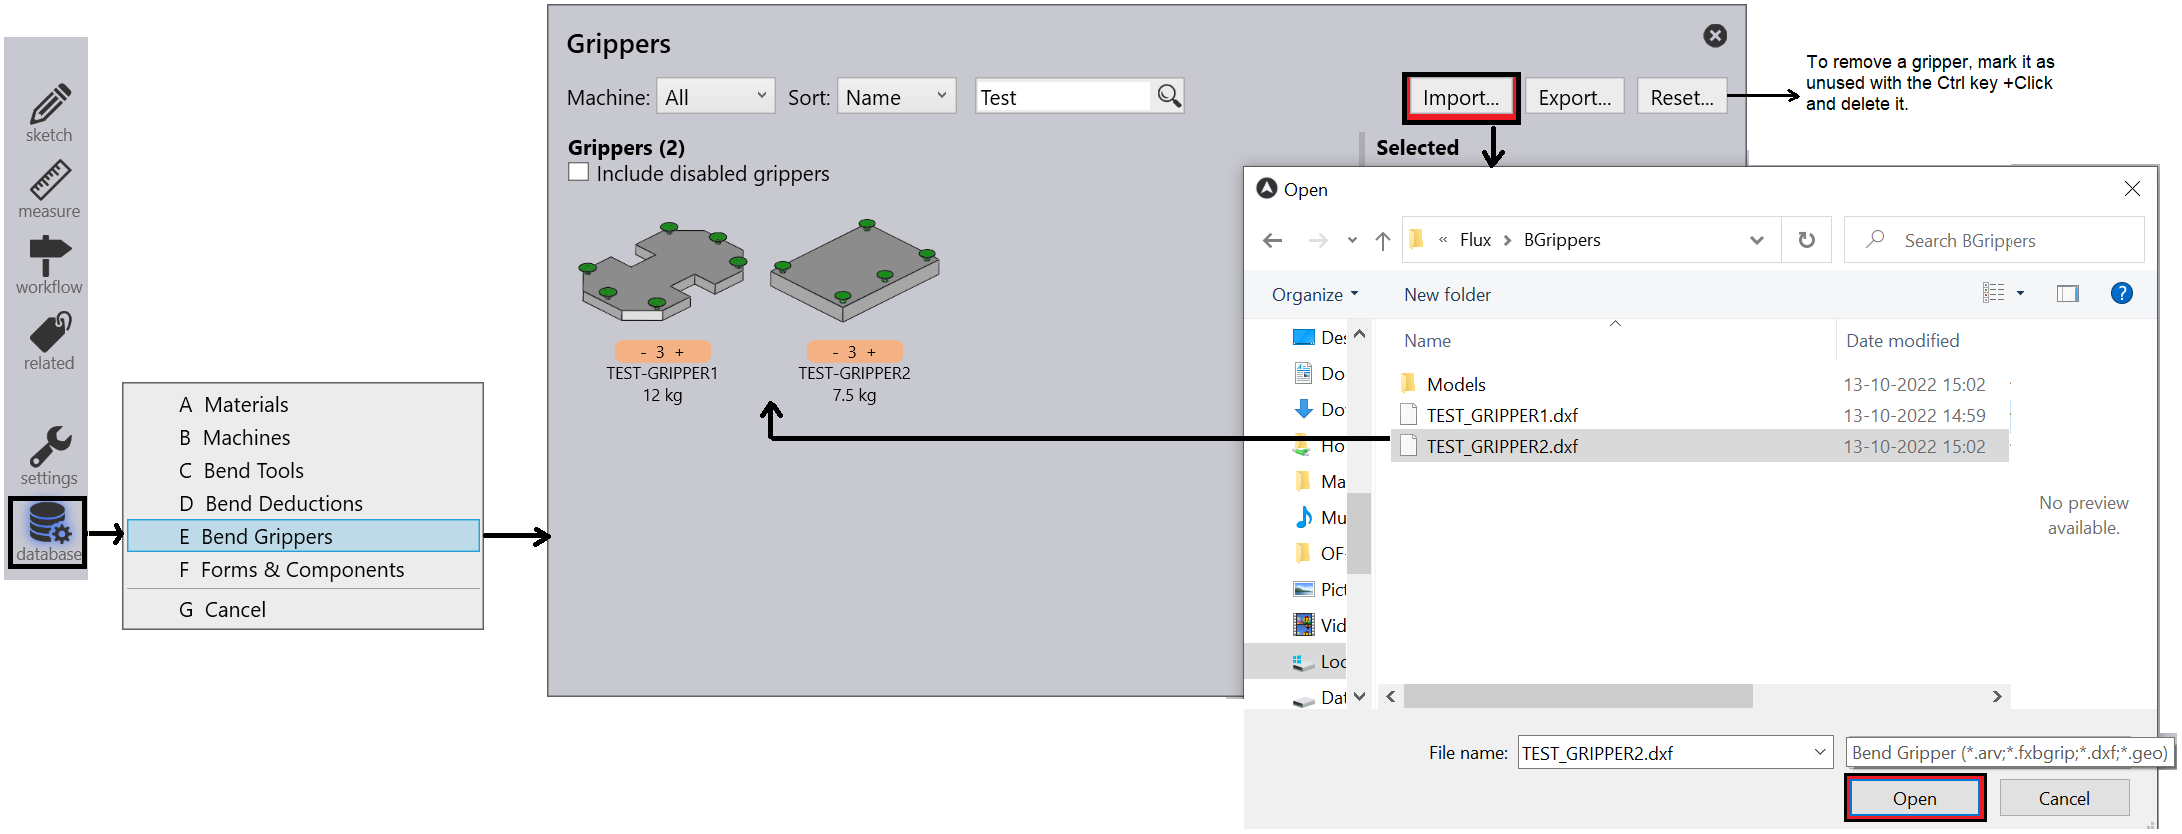 sketch
measure
workflow
related
settings
database
A Materials
B Machines
C Bend Tools
D Bend Deductions
E Bend Grippers
F Forms & Components
G Cancel
Grippers
Machine: All Sort: Name Test Import... Export... Reset...
To remove a gripper, mark it as
unused with the Ctrl key +Click
and delete it.
Grippers (2)
Include disabled grippers
Selected
- 3 +
TEST-GRIPPER1
12 kg
- 3 +
TEST-GRIPPER2
7.5 kg
Open
« Flux > BGrippers
Search BGrippers
Organize New folder
?
Name Date modified
Models 13-10-2022 15:02
TEST_GRIPPER1.dxf 13-10-2022 14:59
TEST_GRIPPER2.dxf 13-10-2022 15:02
Des
Do
Dov
Ho
Ma
Mu
OF-
Pict
Vid
Loc
Dat
No preview
available.
File name: TEST_GRIPPER2.dxf Bend Gripper (*.arv;*.fxbgrip;*.dxf;*.geo)
Open Cancel